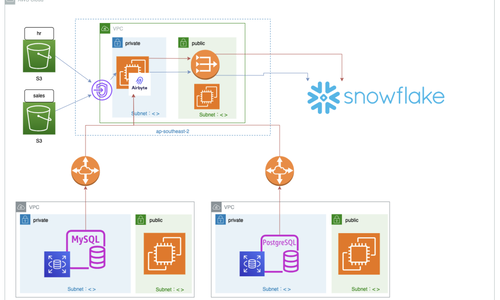 hr
S3
sales
S3
VPC
private
public
Airbyte
Subnet <>
Subnet <>
ap-southeast-2
snowflake
VPC
private
public
MySQL
Subnet <>
Subnet <>
VPC
private
public
PostgreSQL
Subnet <>
Subnet <>